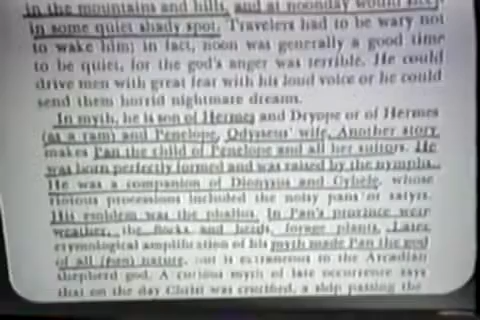 in the mountains and hills, and at noonday would
in some quiet shady spot. Travelers had to be wary not
to wake him; in fact, noon was generally a good time
to be quiet, for the god's anger was terrible. He could
drive men with great fear with his loud voice or he could
send them horrid nightmare dreams.
In myth, he is son of Hermes and Dryope or of Hermes
(as a ram) and Penelope, Odysseus' wife. Another story
makes Pan the child of Penelope and all her suitors. He
was born perfectly formed and was raised by the nymphs.
He was a companion of Dionysus and Cybele, whose
riotous processions included the noisy pans or satyrs.
His emblem was the phallus. In Pan's province were
weather, the flocks and herds, forage plants. Later
etymological amplification of his myth made Pan the god
of all (pan) nature, but is extraneous to the Arcadian
shepherd god. A curious myth of late occurrence says
that on the day Christ was crucified, a ship passing the